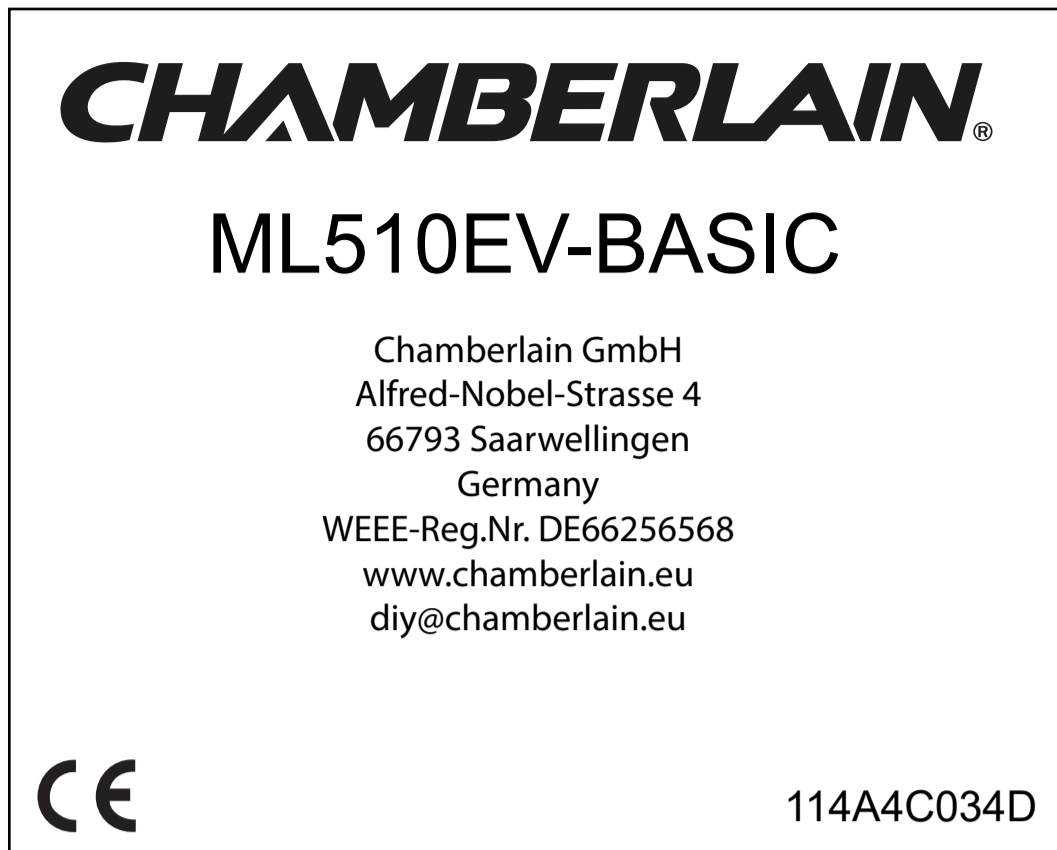 CHAMBERLAIN®
ML510EV-BASIC
Chamberlain GmbH
Alfred-Nobel-Strasse 4
66793 Saarwellingen
Germany
WEEE-Reg.Nr. DE66256568
www.chamberlain.eu
diy@chamberlain.eu
CE
114A4C034D